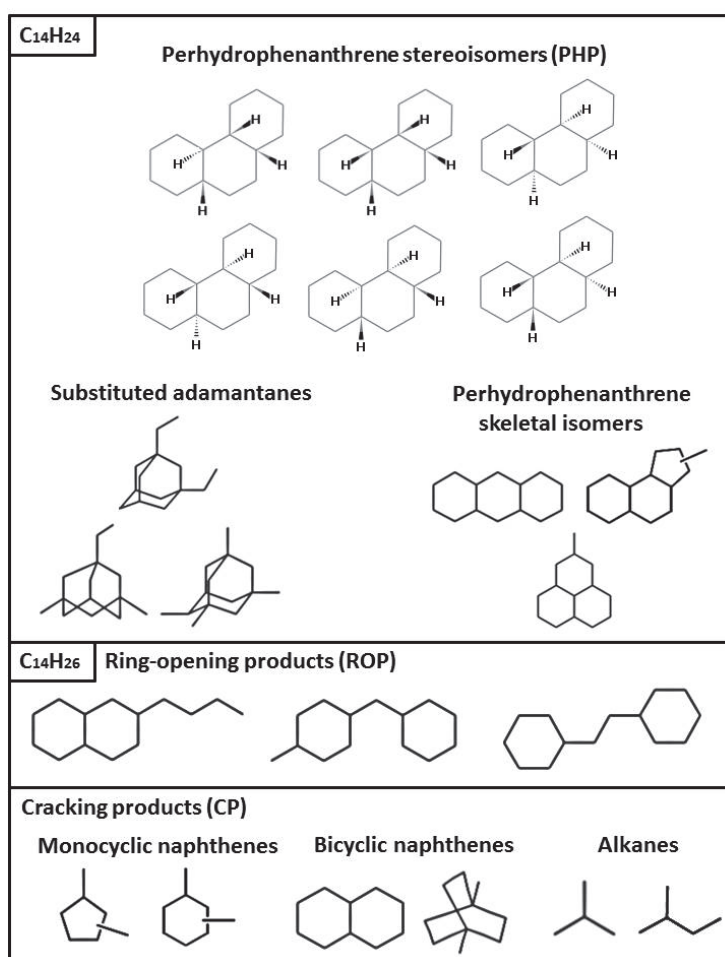 C14H24
Perhydrophenanthrene stereoisomers (PHP)
H H H H
H H H H
H H H H
H H H H
H H H H
H H H H
Substituted adamantanes
Perhydrophenanthrene
skeletal isomers
C14H26
Ring-opening products (ROP)
Cracking products (CP)
Monocyclic naphthenes
Bicyclic naphthenes
Alkanes